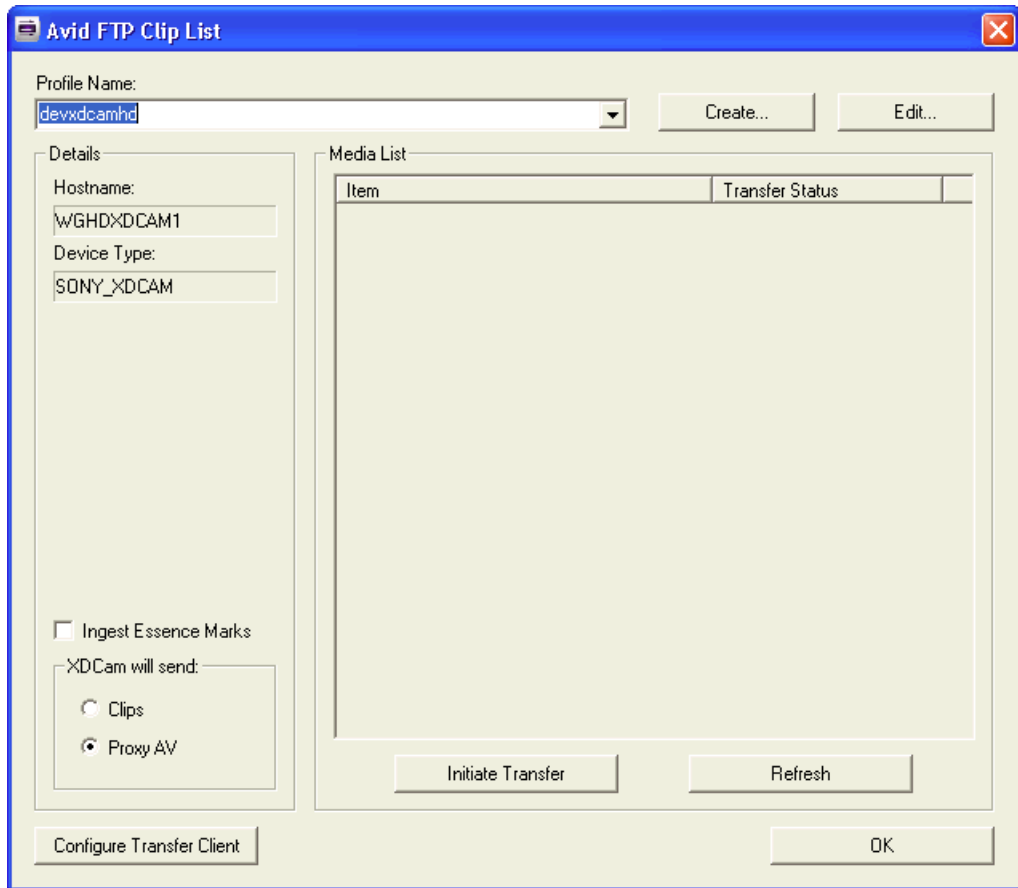 Avid FTP Clip List
Profile Name:
devxdcamhd
Create...
Edit...
Details
Hostname:
WGHDXDCAM1
Device Type:
SONY_XDCAM
Ingest Essence Marks
XDCam will send:
Clips
Proxy AV
Media List
Item Transfer Status
Initiate Transfer
Refresh
Configure Transfer Client
OK